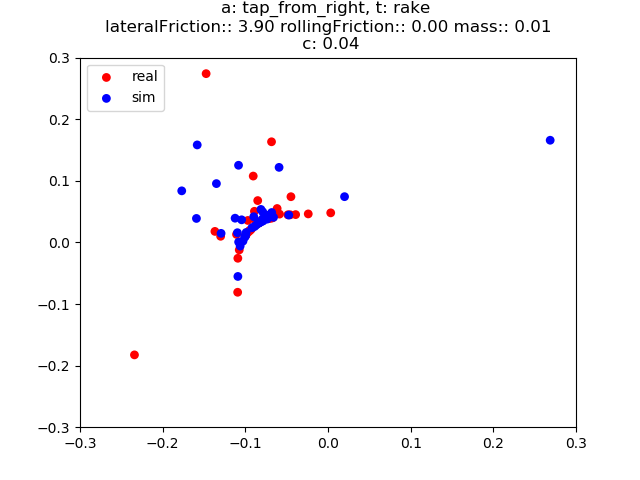 a: tap_from_right, t: rake
lateralFriction:: 3.90 rollingFriction:: 0.00 mass:: 0.01
c: 0.04
real
sim
0.3
0.2
0.1
0.0
−0.1
−0.2
−0.3
−0.3 −0.2 −0.1 0.0 0.1 0.2 0.3